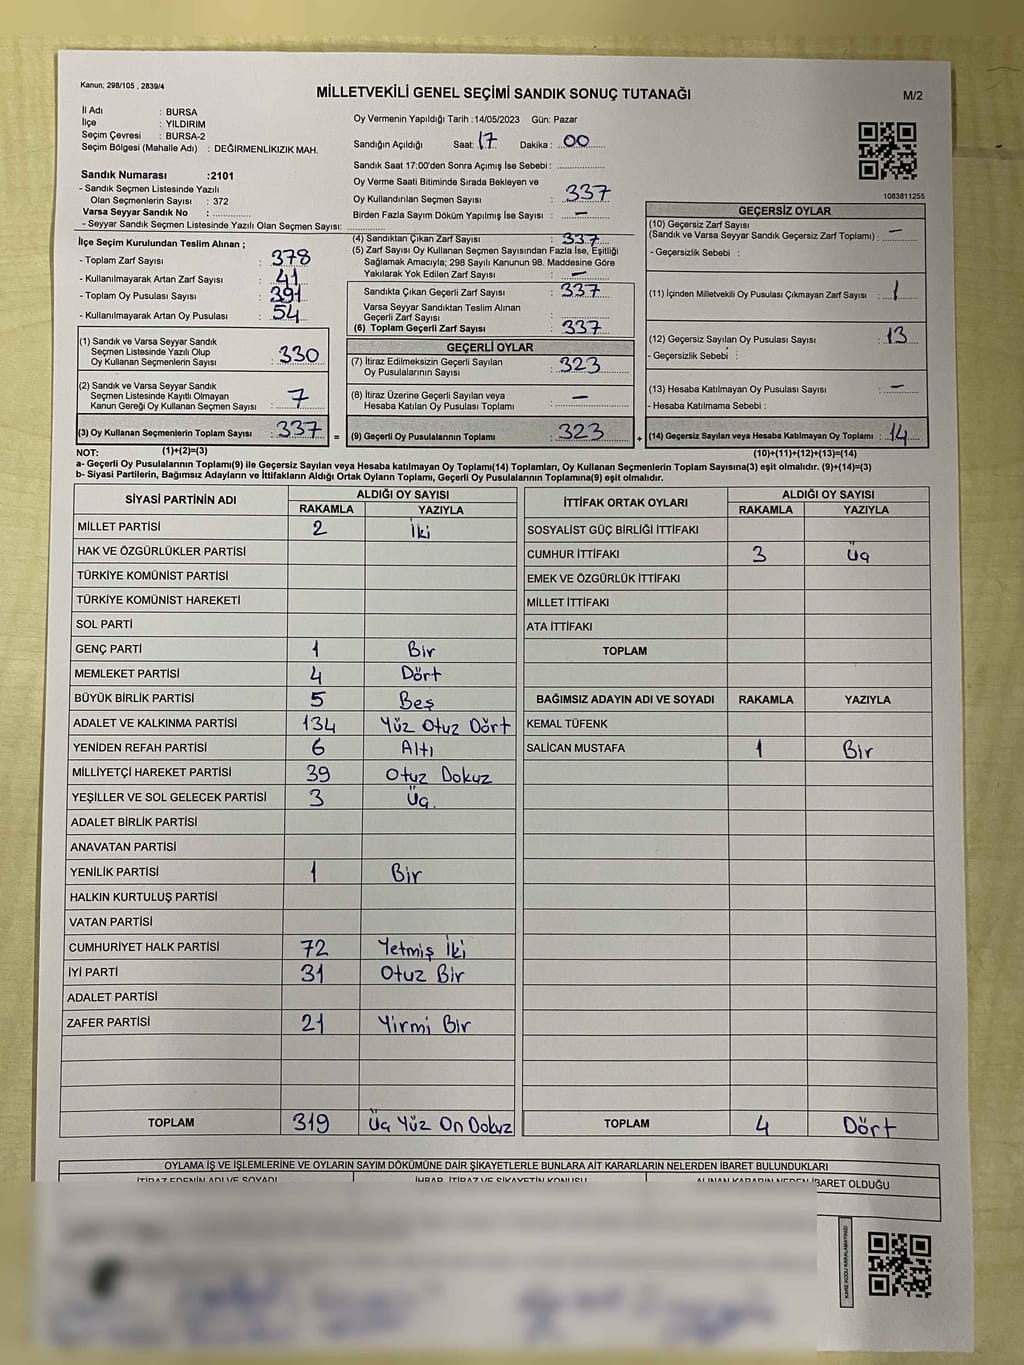 Kanun; 298/105 , 2839/4
MİLLETVEKİLİ GENEL SEÇİMİ SANDIK SONUÇ TUTANAĞI
M/2
İl Adı : BURSA
İlçe : YILDIRIM
Seçim Çevresi : BURSA-2
Seçim Bölgesi (Mahalle Adı) : DEĞİRMENLİKIZIK MAH.
Oy Vermenin Yapıldığı Tarih :14/05/2023 Gün: Pazar
Sandığın Açıldığı Saat: 17 Dakika: 00
Sandık Saat 17:00'den Sonra Açımış İse Sebebi :
Sandık Numarası :2101
- Sandık Seçmen Listesinde Yazılı
Olan Seçmenlerin Sayısı : 372
Varsa Seyyar Sandık No :
- Seyyar Sandık Seçmen Listesinde Yazılı Olan Seçmen Sayısı:
Oy Verme Saati Bitiminde Sırada Bekleyen ve
Oy Kullandırılan Seçmen Sayısı : 337
Birden Fazla Sayım Döküm Yapılmış İse Sayısı : –
1083811255
İlçe Seçim Kurulundan Teslim Alınan ;
- Toplam Zarf Sayısı : 378
- Kullanılmayarak Artan Zarf Sayısı : 41
- Toplam Oy Pusulası Sayısı : 391
- Kullanılmayarak Artan Oy Pusulası : 54
(1) Sandık ve Varsa Seyyar Sandık
Seçmen Listesinde Yazılı Olup
Oy Kullanan Seçmenlerin Sayısı : 330
(2) Sandık ve Varsa Seyyar Sandık
Seçmen Listesinde Kayıtlı Olmayan
Kanun Gereği Oy Kullanan Seçmen Sayısı : 7
(3) Oy Kullanan Seçmenlerin Toplam Sayısı : 337
(4) Sandıktan Çıkan Zarf Sayısı : 337
(5) Zarf Sayısı Oy Kullanan Seçmen Sayısından Fazla İse, Eşitliği
Sağlamak Amacıyla; 298 Sayılı Kanunun 98. Maddesine Göre
Yakılarak Yok Edilen Zarf Sayısı : –
Sandıkta Çıkan Geçerli Zarf Sayısı : 337
Varsa Seyyar Sandıktan Teslim Alınan
Geçerli Zarf Sayısı :
(6) Toplam Geçerli Zarf Sayısı : 337
GEÇERLİ OYLAR
(7) İtiraz Edilmeksizin Geçerli Sayılan
Oy Pusulalarının Sayısı : 323
(8) İtiraz Üzerine Geçerli Sayılan veya
Hesaba Katılan Oy Pusulası Toplamı : –
= (9) Geçerli Oy Pusulalarının Toplamı : 323 +
GEÇERSİZ OYLAR
(10) Geçersiz Zarf Sayısı
(Sandık ve Varsa Seyyar Sandık Geçersiz Zarf Toplamı) : –
- Geçersizlik Sebebi :
(11) İçinden Milletvekili Oy Pusulası Çıkmayan Zarf Sayısı : 1
(12) Geçersiz Sayılan Oy Pusulası Sayısı : 13
- Geçersizlik Sebebi :
(13) Hesaba Katılmayan Oy Pusulası Sayısı : –
- Hesaba Katılmama Sebebi :
(14) Geçersiz Sayılan veya Hesaba Katılmayan Oy Toplamı : 14
NOT: (1)+(2)=(3) (10)+(11)+(12)+(13)=(14)
a- Geçerli Oy Pusulalarının Toplamı(9) ile Geçersiz Sayılan veya Hesaba katılmayan Oy Toplamı(14) Toplamları, Oy Kullanan Seçmenlerin Toplam Sayısına(3) eşit olmalıdır. (9)+(14)=(3)
b- Siyasi Partilerin, Bağımsız Adayların ve İttifakların Aldığı Ortak Oyların Toplamı, Geçerli Oy Pusulalarının Toplamına(9) eşit olmalıdır.
SİYASİ PARTİNİN ADI ALDIĞI OY SAYISI
RAKAMLA YAZIYLA
MİLLET PARTİSİ 2 İki
HAK VE ÖZGÜRLÜKLER PARTİSİ
TÜRKİYE KOMÜNİST PARTİSİ
TÜRKİYE KOMÜNİST HAREKETİ
SOL PARTİ
GENÇ PARTİ 1 Bir
MEMLEKET PARTİSİ 4 Dört
BÜYÜK BİRLİK PARTİSİ 5 Beş
ADALET VE KALKINMA PARTİSİ 134 Yüz Otuz Dört
YENİDEN REFAH PARTİSİ 6 Altı
MİLLİYETÇİ HAREKET PARTİSİ 39 Otuz Dokuz
YEŞİLLER VE SOL GELECEK PARTİSİ 3 Üç.
ADALET BİRLİK PARTİSİ
ANAVATAN PARTİSİ
YENİLİK PARTİSİ 1 Bir
HALKIN KURTULUŞ PARTİSİ
VATAN PARTİSİ
CUMHURİYET HALK PARTİSİ 72 Yetmiş İki
İYİ PARTİ 31 Otuz Bir
ADALET PARTİSİ
ZAFER PARTİSİ 21 Yirmi Bir
TOPLAM 319 Üç Yüz On Dokuz
İTTİFAK ORTAK OYLARI ALDIĞI OY SAYISI
RAKAMLA YAZIYLA
SOSYALİST GÜÇ BİRLİĞİ İTTİFAKI
CUMHUR İTTİFAKI 3 Üç
EMEK VE ÖZGÜRLÜK İTTİFAKI
MİLLET İTTİFAKI
ATA İTTİFAKI
TOPLAM
BAĞIMSIZ ADAYIN ADI VE SOYADI RAKAMLA YAZIYLA
KEMAL TÜFENK
SALİCAN MUSTAFA 1 Bir
TOPLAM 4 Dört
OYLAMA İŞ VE İŞLEMLERİNE VE OYLARIN SAYIM DÖKÜMÜNE DAİR ŞİKAYETLERLE BUNLARA AİT KARARLARIN NELERDEN İBARET BULUNDUKLARI
İTİRAZ EDENİN ADI VE SOYADI İHBAR, İTİRAZ VE ŞİKAYETİN KONUSU ALINAN KARARIN NEDEN İBARET OLDUĞU
KARE KODU KARALAMAYINIZ!